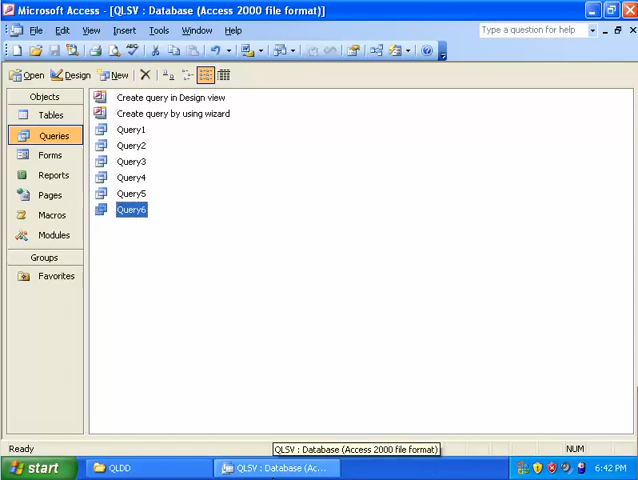 Microsoft Access - [QLSV : Database (Access 2000 file format)]
File Edit View Insert Tools Window Help
Type a question for help
Open Design New
Objects
Tables
Queries
Forms
Reports
Pages
Macros
Modules
Groups
Favorites
Create query in Design view
Create query by using wizard
Query1
Query2
Query3
Query4
Query5
Query6
Ready
QLSV : Database (Access 2000 file format)
NUM
start
QLDD
QLSV : Database (Ac...
6:42 PM